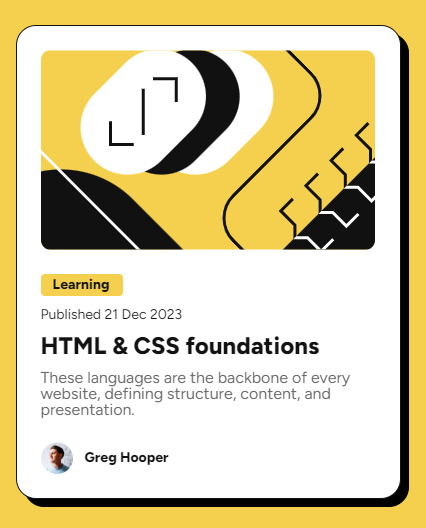 Learning
Published 21 Dec 2023
HTML & CSS foundations
These languages are the backbone of every
website, defining structure, content, and
presentation.
Greg Hooper